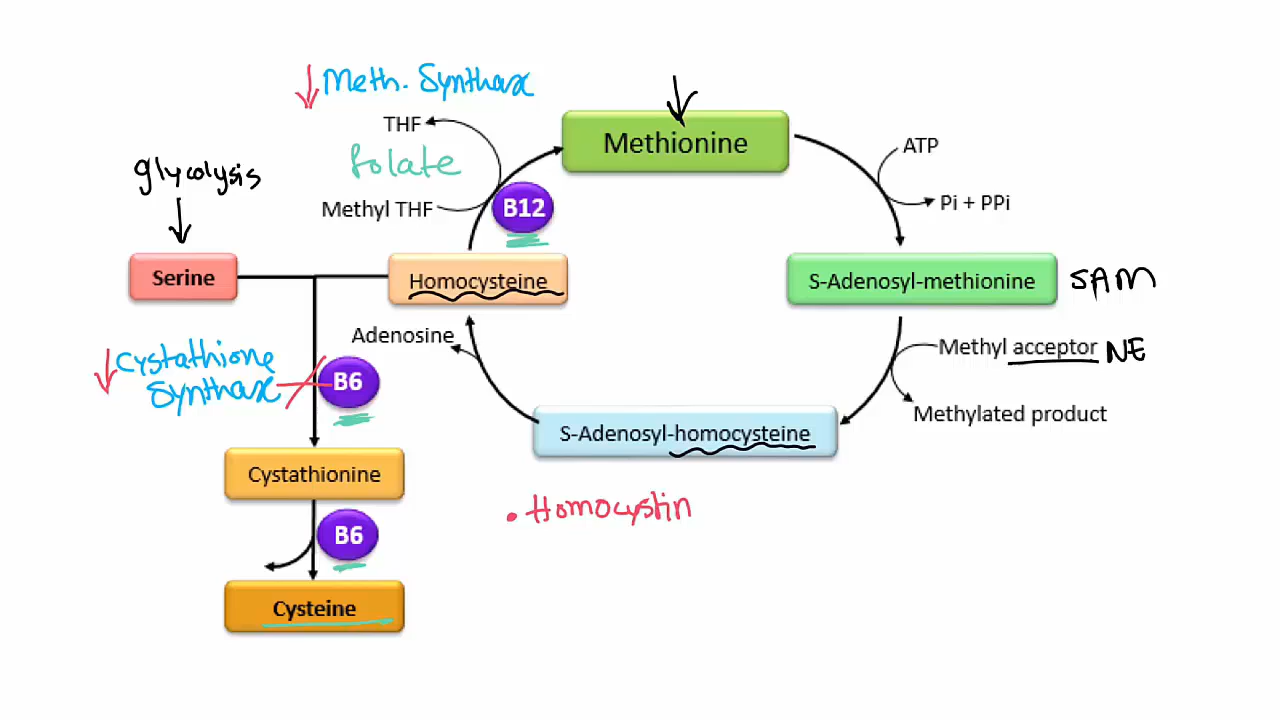 ↓ Meth. Synthase
THF
folate
Methyl THF
B12
Methionine
ATP
Pi + PPi
glycolysis
Serine
Homocysteine
S-Adenosyl-methionine
SAM
Adenosine
Methyl acceptor NE
Methylated product
↓ Cystathione
Synthase
B6
S-Adenosyl-homocysteine
Cystathionine
• Homocystin
B6
Cysteine